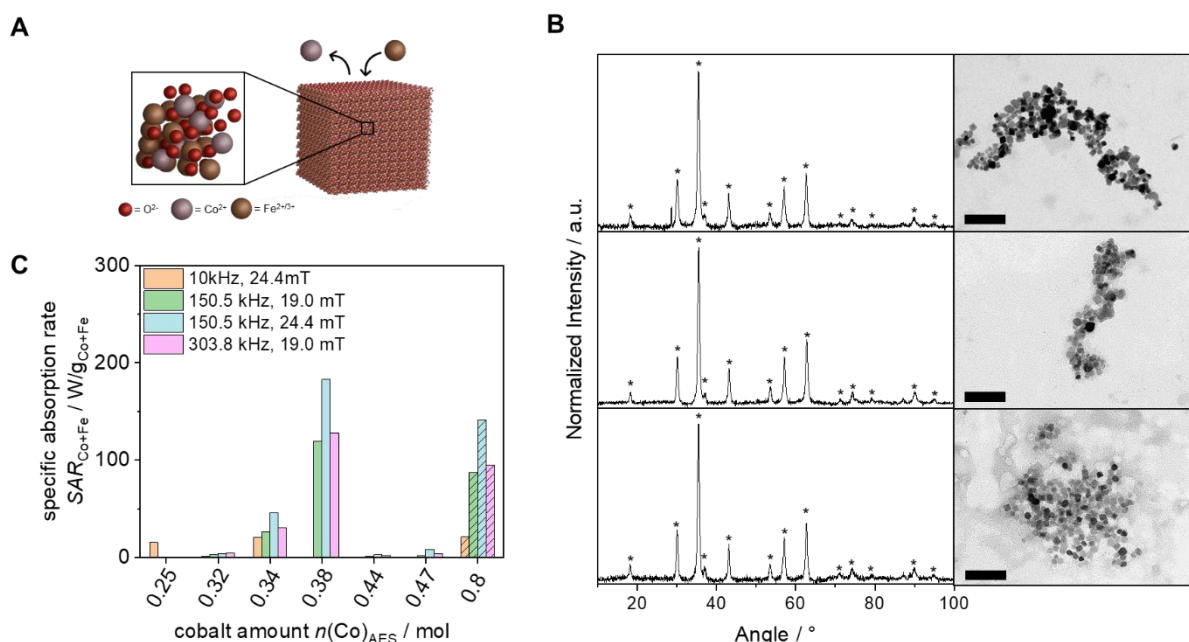 A
= O²⁻ = Co²⁺ = Fe²⁺/³⁺
B
Normalized Intensity / a.u.
20 40 60 80 100
Angle / °
C
300
200
100
0
specific absorption rate
SAR_Co+Fe / W/g_Co+Fe
10kHz, 24.4mT
150.5 kHz, 19.0 mT
150.5 kHz, 24.4 mT
303.8 kHz, 19.0 mT
0.25 0.32 0.34 0.38 0.44 0.47 0.8
cobalt amount n(Co)_AES / mol